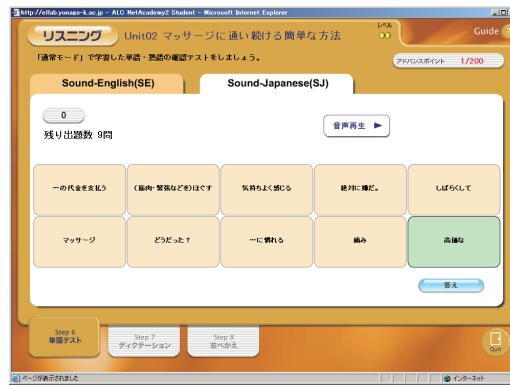 http://ellab.yonago-k.ac.jp - ALC NetAcademy2 Student - Microsoft Internet Explorer
リスニング Unit02 マッサージに通い続ける簡単な方法
レベル
Guide ?
「通常モード」で学習した単語・熟語の確認テストをしましょう。
アドバンスポイント 1/200
Sound-English(SE) Sound-Japanese(SJ)
0
残り出題数 9問
音声再生
…の代金を支払う (筋肉・緊張などを)ほぐす 気持ちよく感じる 絶対に嫌だ。 しばらくして
マッサージ どうだった? …に慣れる 痛み 高価な
答え
Step 6 単語テスト
Step 7 ディクテーション
Step 8 並べかえ
Quit
ページが表示されました インターネット